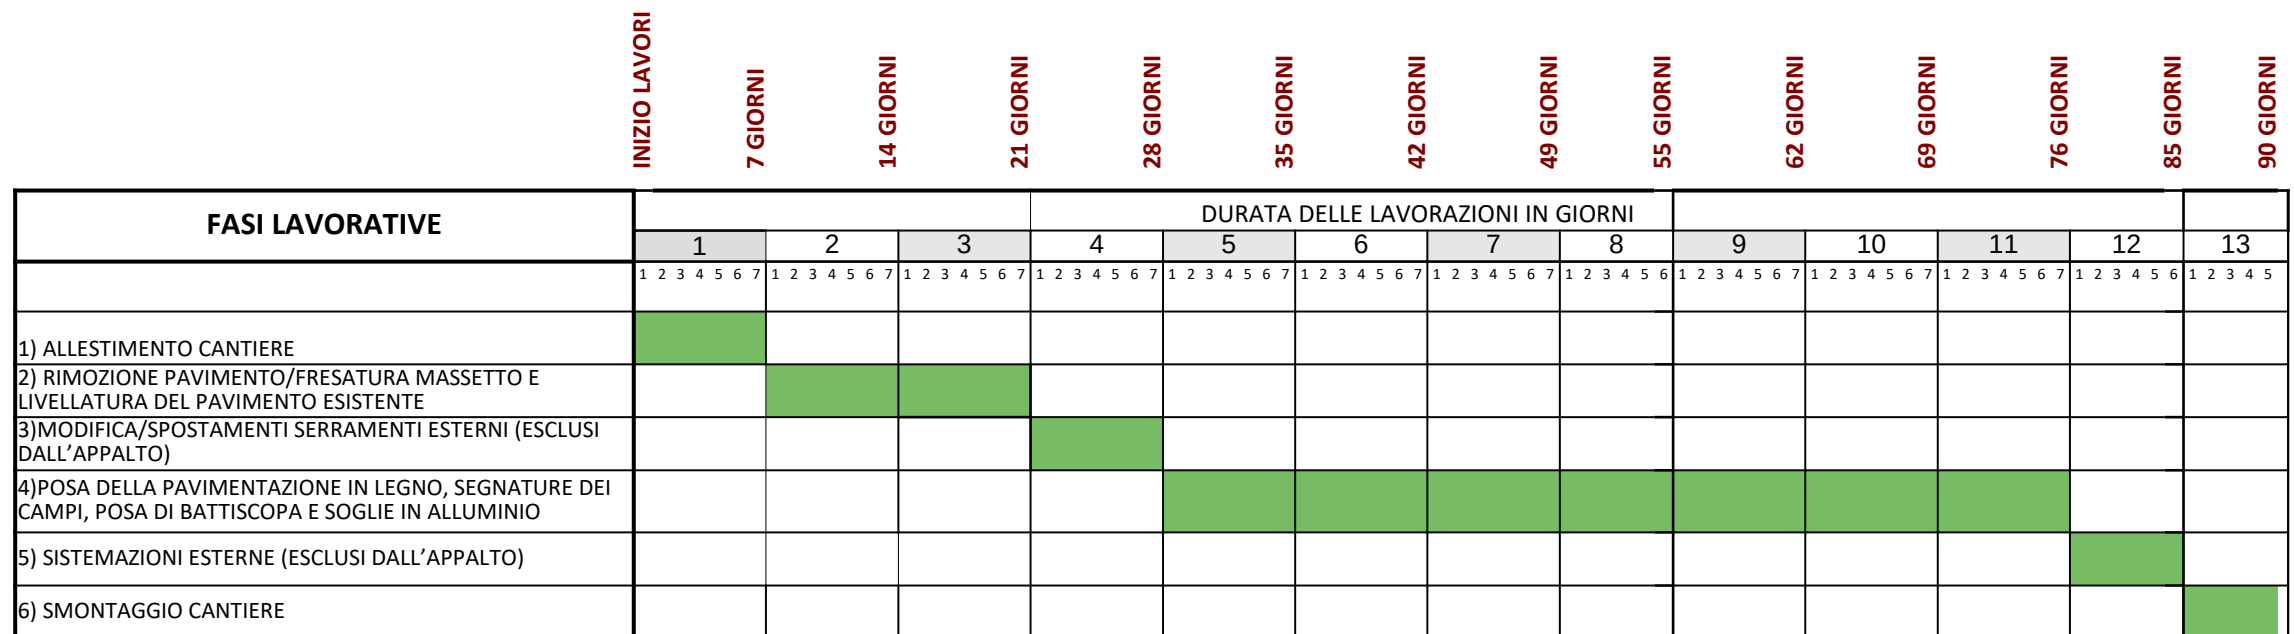 INIZIO LAVORI
7 GIORNI
14 GIORNI
21 GIORNI
28 GIORNI
35 GIORNI
42 GIORNI
49 GIORNI
55 GIORNI
62 GIORNI
69 GIORNI
76 GIORNI
85 GIORNI
90 GIORNI
FASI LAVORATIVE
DURATA DELLE LAVORAZIONI IN GIORNI
1 2 3 4 5 6 7 8 9 10 11 12 13
1 2 3 4 5 6 7 1 2 3 4 5 6 7 1 2 3 4 5 6 7 1 2 3 4 5 6 7 1 2 3 4 5 6 7 1 2 3 4 5 6 7 1 2 3 4 5 6 7 1 2 3 4 5 6 1 2 3 4 5 6 7 1 2 3 4 5 6 7 1 2 3 4 5 6 7 1 2 3 4 5 6 1 2 3 4 5
1) ALLESTIMENTO CANTIERE
2) RIMOZIONE PAVIMENTO/FRESATURA MASSETTO E
LIVELLATURA DEL PAVIMENTO ESISTENTE
3)MODIFICA/SPOSTAMENTI SERRAMENTI ESTERNI (ESCLUSI
DALL’APPALTO)
4)POSA DELLA PAVIMENTAZIONE IN LEGNO, SEGNATURE DEI
CAMPI, POSA DI BATTISCOPA E SOGLIE IN ALLUMINIO
5) SISTEMAZIONI ESTERNE (ESCLUSI DALL’APPALTO)
6) SMONTAGGIO CANTIERE